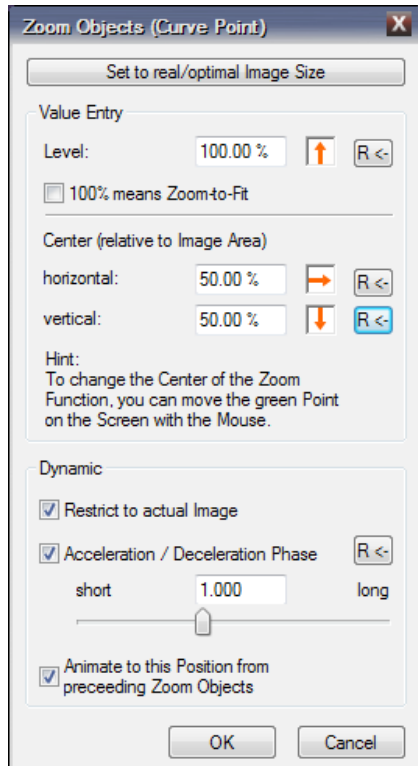 Zoom Objects (Curve Point)
X
Set to real/optimal Image Size
Value Entry
Level: 100.00 % R <-
100% means Zoom-to-Fit
Center (relative to Image Area)
horizontal: 50.00 % R <-
vertical: 50.00 % R <-
Hint:
To change the Center of the Zoom
Function, you can move the green Point
on the Screen with the Mouse.
Dynamic
Restrict to actual Image
Acceleration / Deceleration Phase R <-
short 1.000 long
Animate to this Position from
preceeding Zoom Objects
OK Cancel